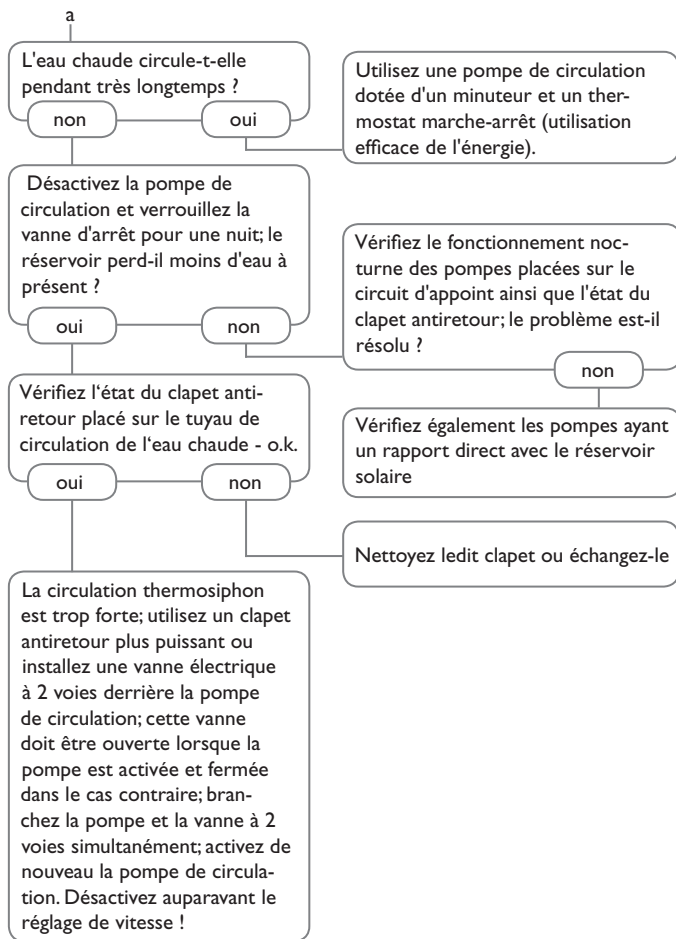 a
L'eau chaude circule-t-elle
pendant très longtemps ?
non
oui
Utilisez une pompe de circulation
dotée d'un minuteur et un ther-
mostat marche-arrêt (utilisation
efficace de l'énergie).
Désactivez la pompe de
circulation et verrouillez la
vanne d'arrêt pour une nuit; le
réservoir perd-il moins d'eau à
présent ?
oui
non
Vérifiez le fonctionnement noc-
turne des pompes placées sur le
circuit d'appoint ainsi que l'état du
clapet antiretour; le problème est-il
résolu ?
non
Vérifiez également les pompes ayant
un rapport direct avec le réservoir
solaire
Vérifiez l‘état du clapet anti-
retour placé sur le tuyau de
circulation de l‘eau chaude - o.k.
oui
non
Nettoyez ledit clapet ou échangez-le
La circulation thermosiphon
est trop forte; utilisez un clapet
antiretour plus puissant ou
installez une vanne électrique
à 2 voies derrière la pompe
de circulation; cette vanne
doit être ouverte lorsque la
pompe est activée et fermée
dans le cas contraire; bran-
chez la pompe et la vanne à 2
voies simultanément; activez de
nouveau la pompe de circula-
tion. Désactivez auparavant le
réglage de vitesse !